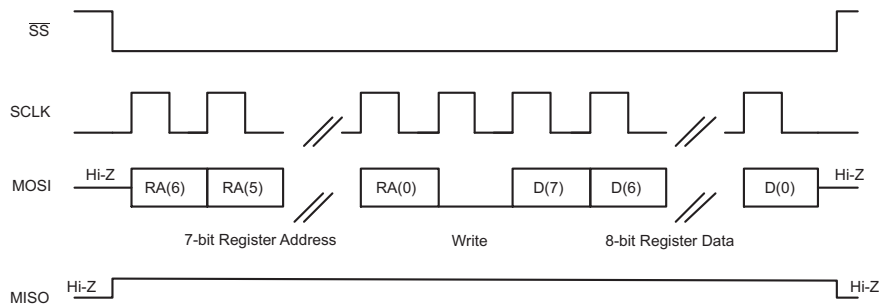 SS
SCLK
Hi-Z
MOSI
RA(6) RA(5) RA(0) D(7) D(6) D(0)
Hi-Z
7-bit Register Address Write 8-bit Register Data
Hi-Z
MISO
Hi-Z